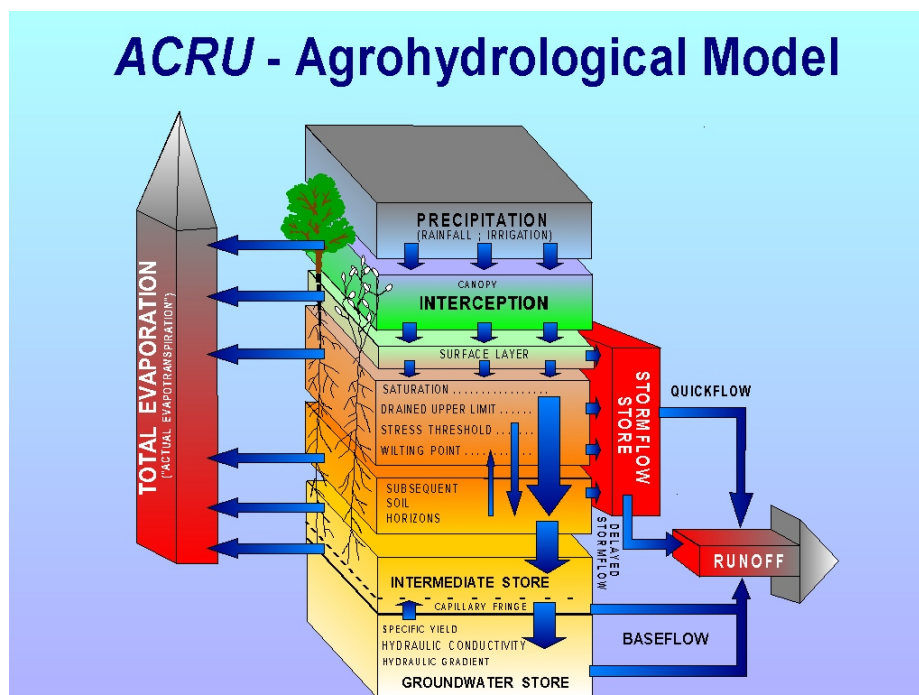 ACRU - Agrohydrological Model
PRECIPITATION
(RAINFALL ; IRRIGATION)
CANOPY
INTERCEPTION
SURFACE LAYER
SATURATION .................
DRAINED UPPER LIMIT ......
STRESS THRESHOLD .......
WILTING POINT ............
SUBSEQUENT
SOIL
HORIZONS
INTERMEDIATE STORE
CAPILLARY FRINGE
SPECIFIC YIELD
HYDRAULIC CONDUCTIVITY
HYDRAULIC GRADIENT
GROUNDWATER STORE
TOTAL EVAPORATION
("ACTUAL EVAPOTRANSPIRATION")
STORMFLOW
STORE
QUICKFLOW
DELAYED
STORMFLOW
RUNOFF
BASEFLOW